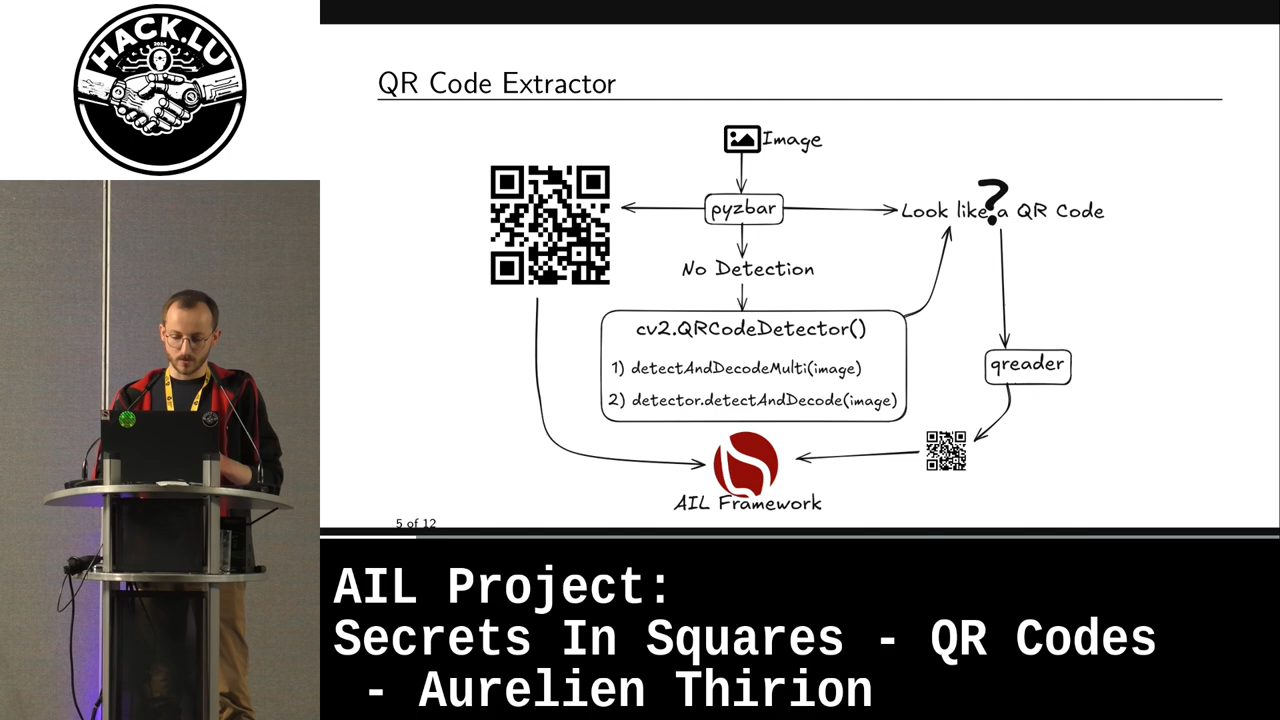 HACK.LU
2024
QR Code Extractor
Image
pyzbar
Look like a QR Code
?
No Detection
cv2.QRCodeDetector()
1) detectAndDecodeMulti(image)
2) detector.detectAndDecode(image)
qreader
AIL Framework
5 of 12
AIL Project:
Secrets In Squares - QR Codes
- Aurelien Thirion